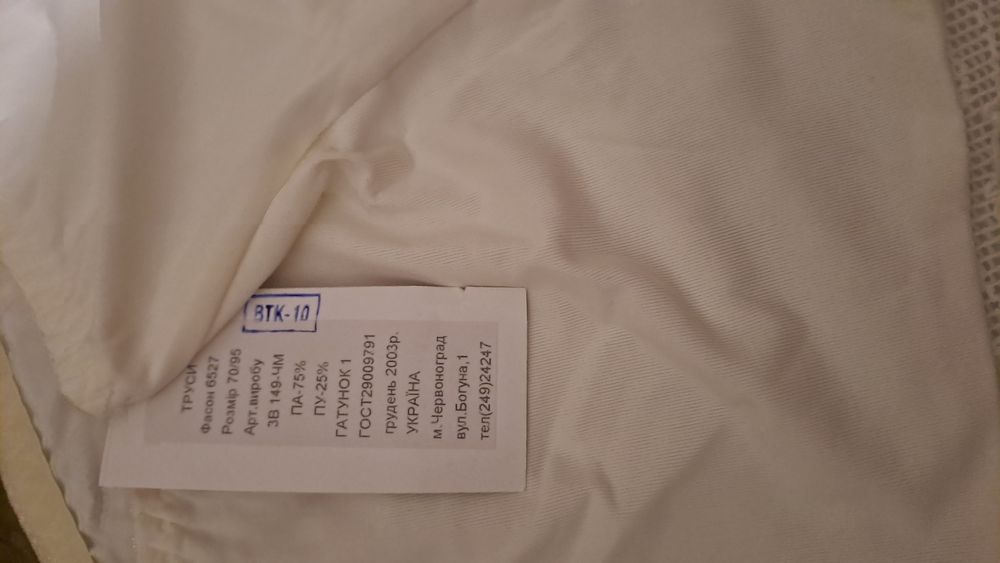 ВТК-10
ТРУСИ
Фасон 6527
Розмір 70/95
Арт.виробу
ЗВ 149-ЧМ
ПА-75%
ПУ-25%
ГАТУНОК 1
ГОСТ29009791
грудень 2003р.
УКРАЇНА
м.Червоноград
вул.Богуна,1
тел(249)24247